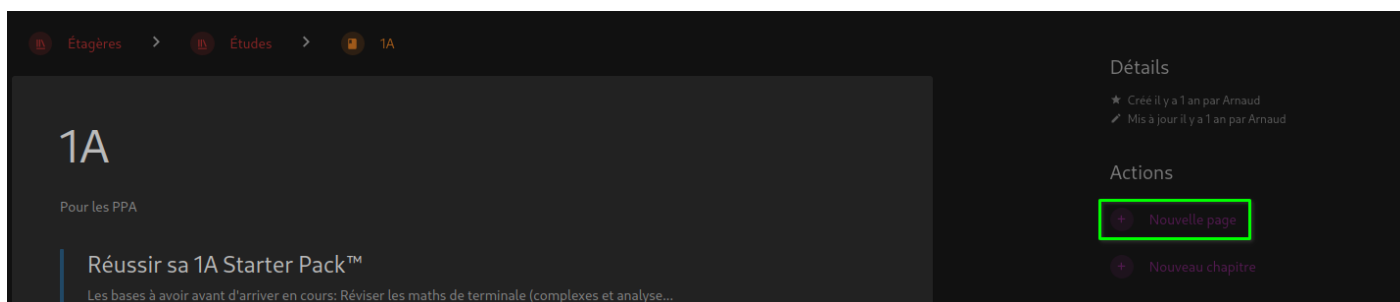 Étagères > Études > 1A
1A
Pour les PPA
Réussir sa 1A Starter Pack™
Les bases à avoir avant d'arriver en cours: Réviser les maths de terminale (complexes et analyse...
Détails
Créé il y a 1 an par Arnaud
Mis à jour il y a 1 an par Arnaud
Actions
+ Nouvelle page
+ Nouveau chapitre